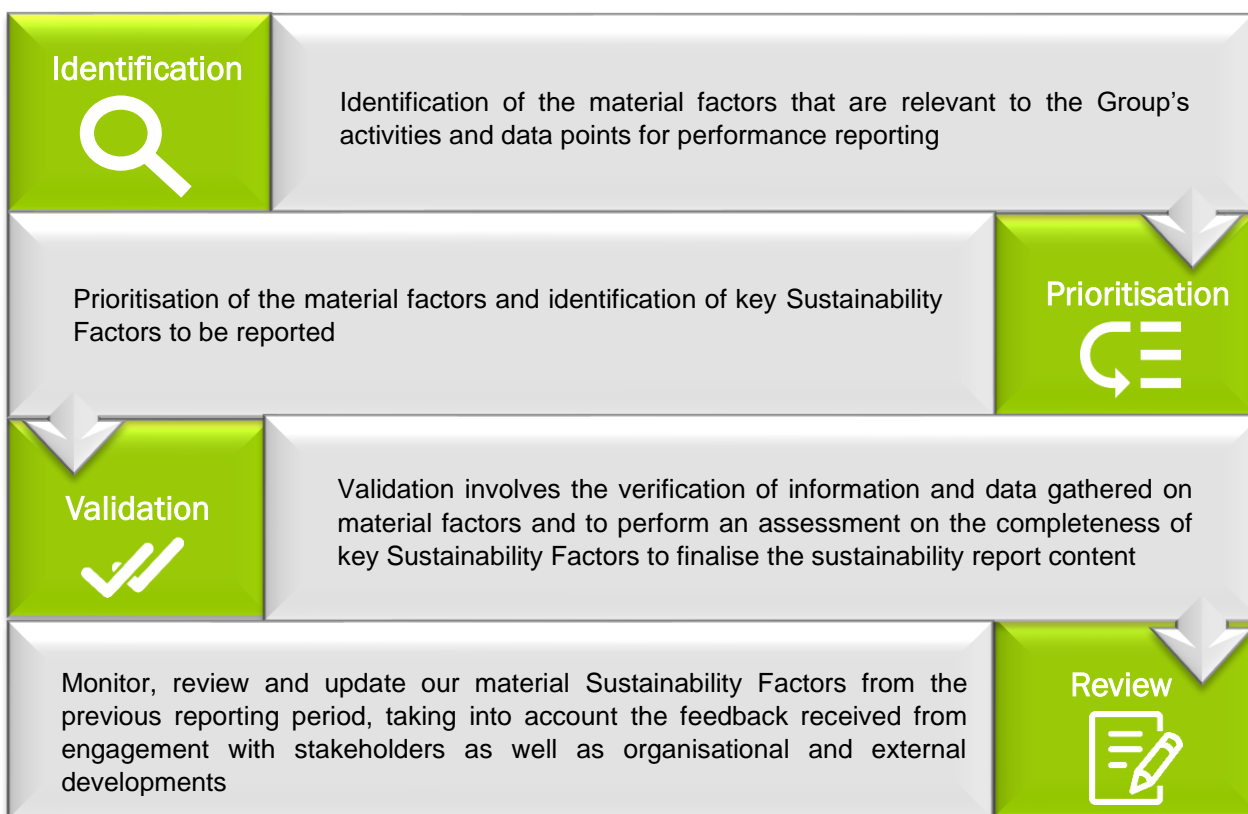 Identification
Identification of the material factors that are relevant to the Group’s
activities and data points for performance reporting
Prioritisation of the material factors and identification of key Sustainability
Factors to be reported
Prioritisation
Validation
Validation involves the verification of information and data gathered on
material factors and to perform an assessment on the completeness of
key Sustainability Factors to finalise the sustainability report content
Monitor, review and update our material Sustainability Factors from the
previous reporting period, taking into account the feedback received from
engagement with stakeholders as well as organisational and external
developments
Review